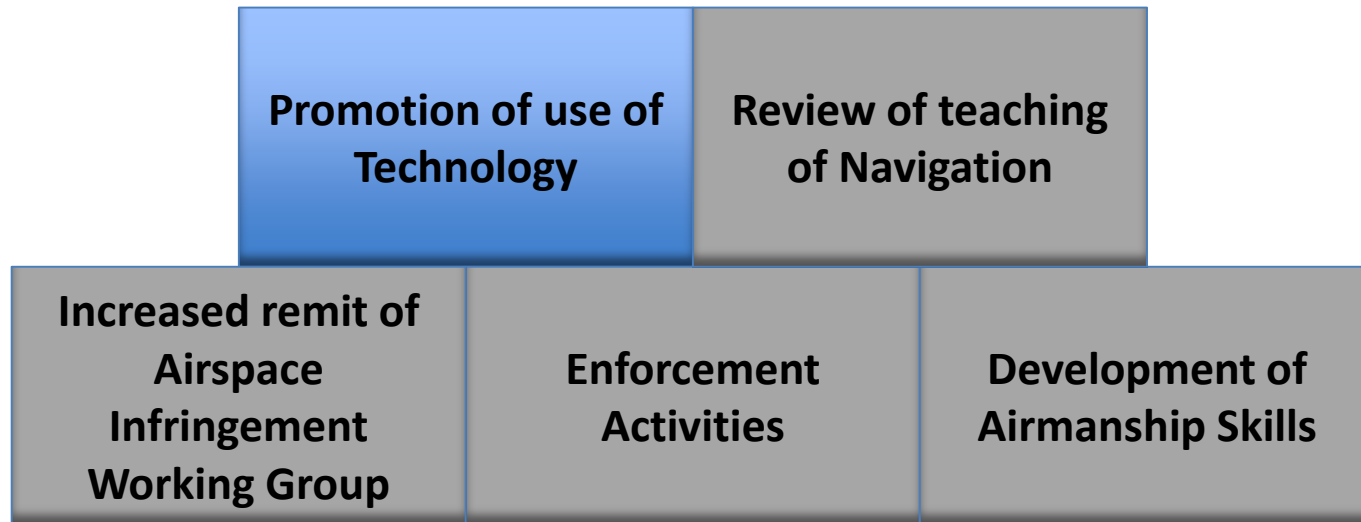 Promotion of use of
Technology
Review of teaching
of Navigation
Increased remit of
Airspace
Infringement
Working Group
Enforcement
Activities
Development of
Airmanship Skills